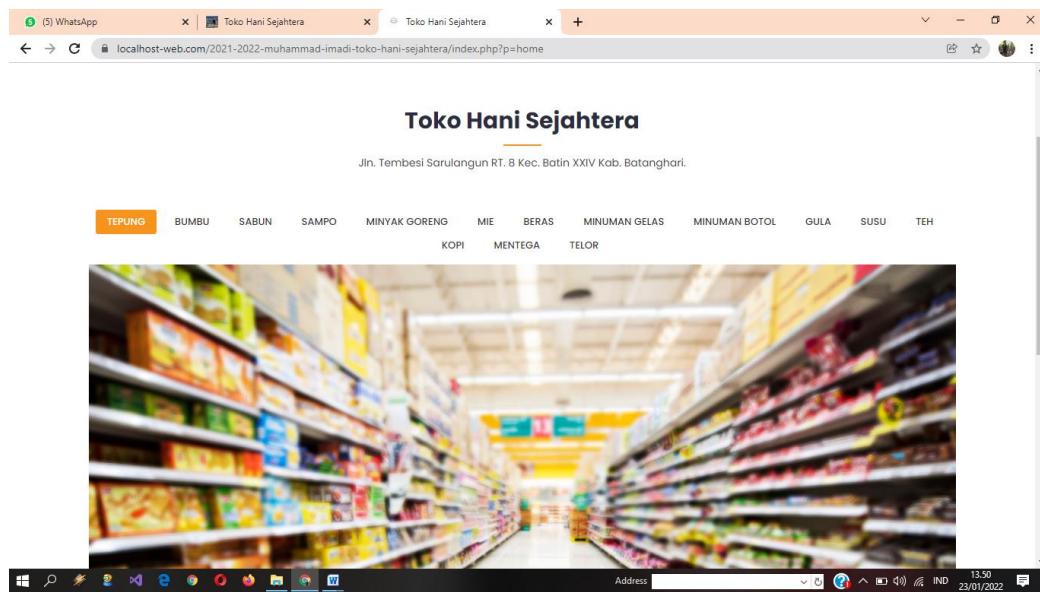 (5) WhatsApp
Toko Hani Sejahtera
Toko Hani Sejahtera
localhost-web.com/2021-2022-muhammad-imadi-toko-hani-sejahtera/index.php?p=home
Toko Hani Sejahtera
Jln. Tembesi Sarulangun RT. 8 Kec. Batin XXIV Kab. Batanghari.
TEPUNG BUMBU SABUN SAMPO MINYAK GORENG MIE BERAS MINUMAN GELAS MINUMAN BOTOL GULA SUSU TEH
KOPI MENTEGA TELOR
13
Address
IND
13.50
23/01/2022